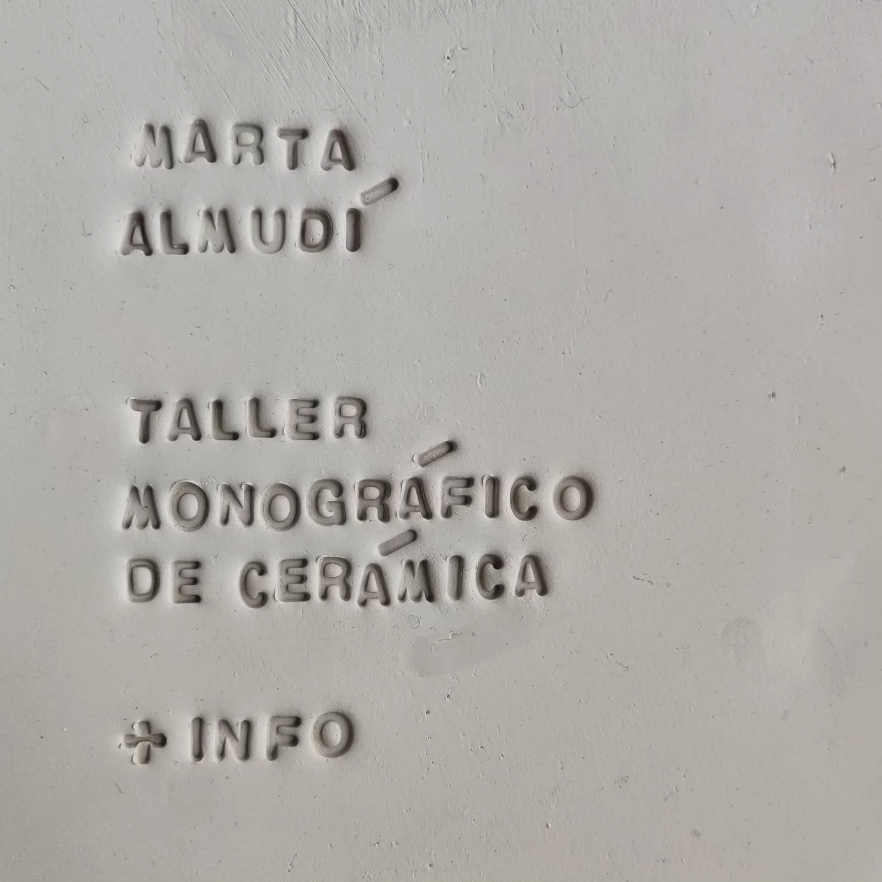 MARTA
ALMUDÍ
TALLER
MONOGRÁFICO
DE CERÁMICA
+ INFO